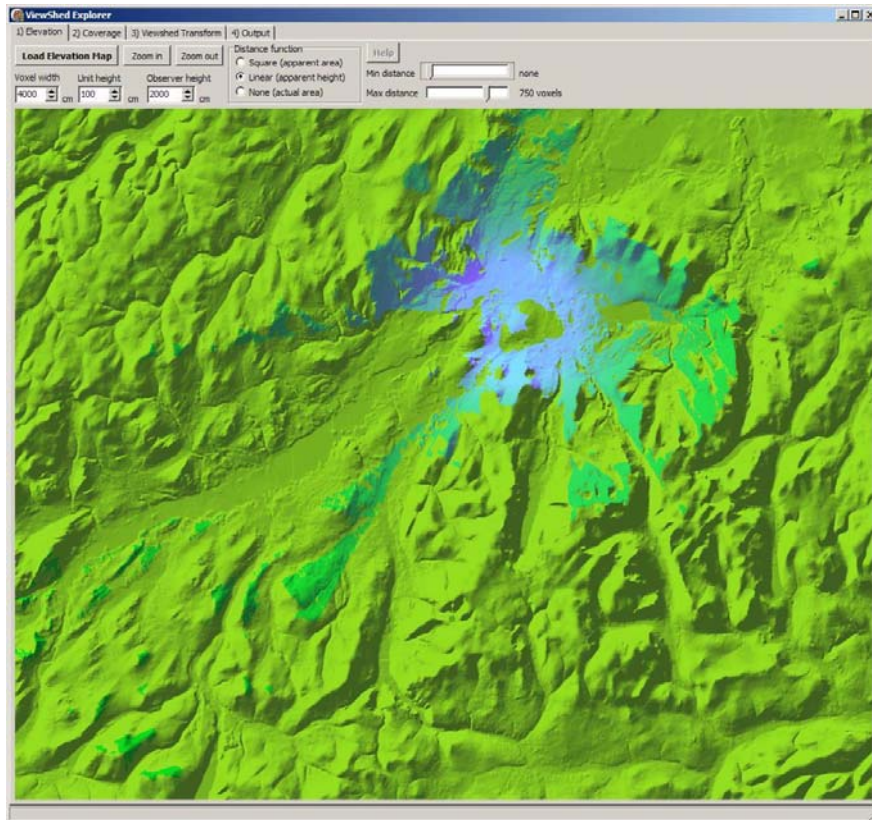 ViewShed Explorer
1) Elevation 2) Coverage 3) Viewshed Transform 4) Output
Load Elevation Map Zoom in Zoom out
Voxel width Unit height Observer height
4000 cm 100 cm 2000 cm
Distance function
Square (apparent area)
Linear (apparent height)
None (actual area)
Help
Min distance none
Max distance 750 voxels